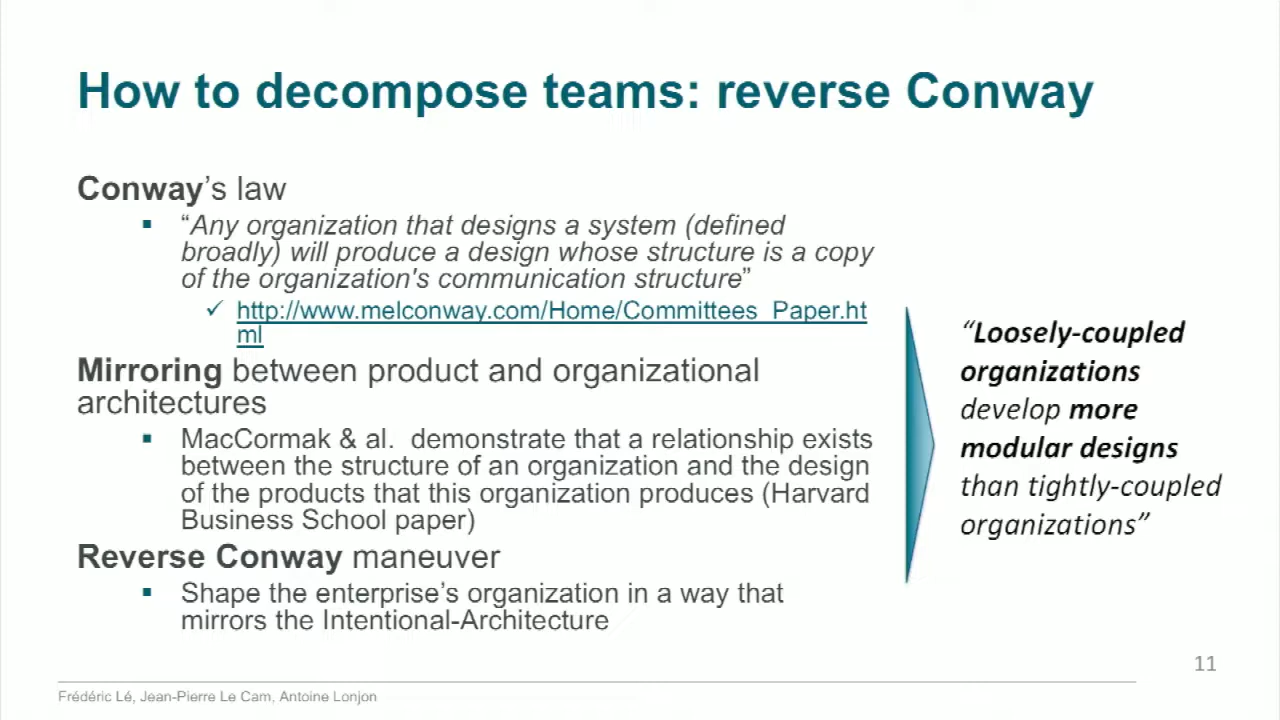 How to decompose teams: reverse Conway
Conway's law
▪ “Any organization that designs a system (defined
broadly) will produce a design whose structure is a copy
of the organization's communication structure”
✓ http://www.melconway.com/Home/Committees_Paper.ht
ml
Mirroring between product and organizational
architectures
▪ MacCormak & al. demonstrate that a relationship exists
between the structure of an organization and the design
of the products that this organization produces (Harvard
Business School paper)
Reverse Conway maneuver
▪ Shape the enterprise’s organization in a way that
mirrors the Intentional-Architecture
“Loosely-coupled
organizations
develop more
modular designs
than tightly-coupled
organizations”
11
Frédéric Lé, Jean-Pierre Le Cam, Antoine Lonjon